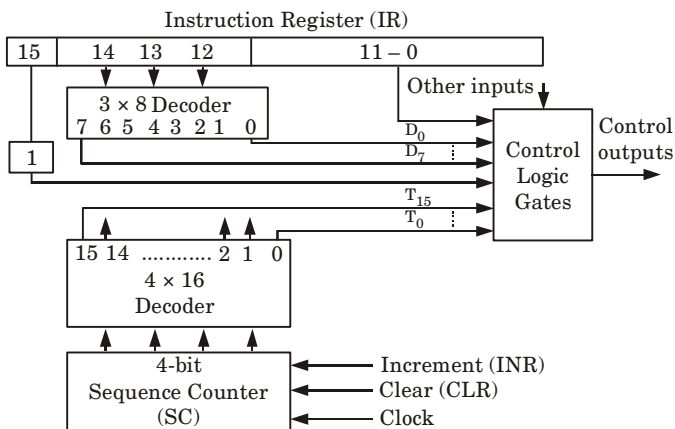 Instruction Register (IR)
15 14 13 12 11 – 0
Other inputs
3 × 8 Decoder
7 6 5 4 3 2 1 0
D0
D7
1
Control
Logic
Gates
Control
outputs
T15
T0
15 14 ............ 2 1 0
4 × 16
Decoder
4-bit
Sequence Counter
(SC)
Increment (INR)
Clear (CLR)
Clock